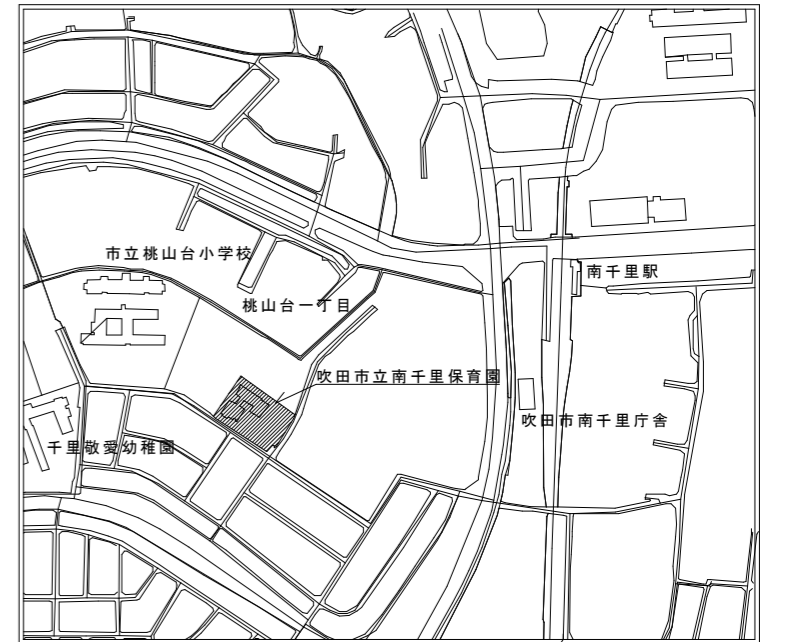 市立桃山台小学校
南千里駅
桃山台一丁目
吹田市立南千里保育園
吹田市南千里庁舎
千里敬愛幼稚園